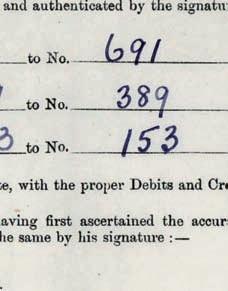 and authenticated by the signatu
to No. 691
to No. 389
3 to No. 153
e, with the proper Debits and Cre
aving first ascertained the accur
he same by his signature :—